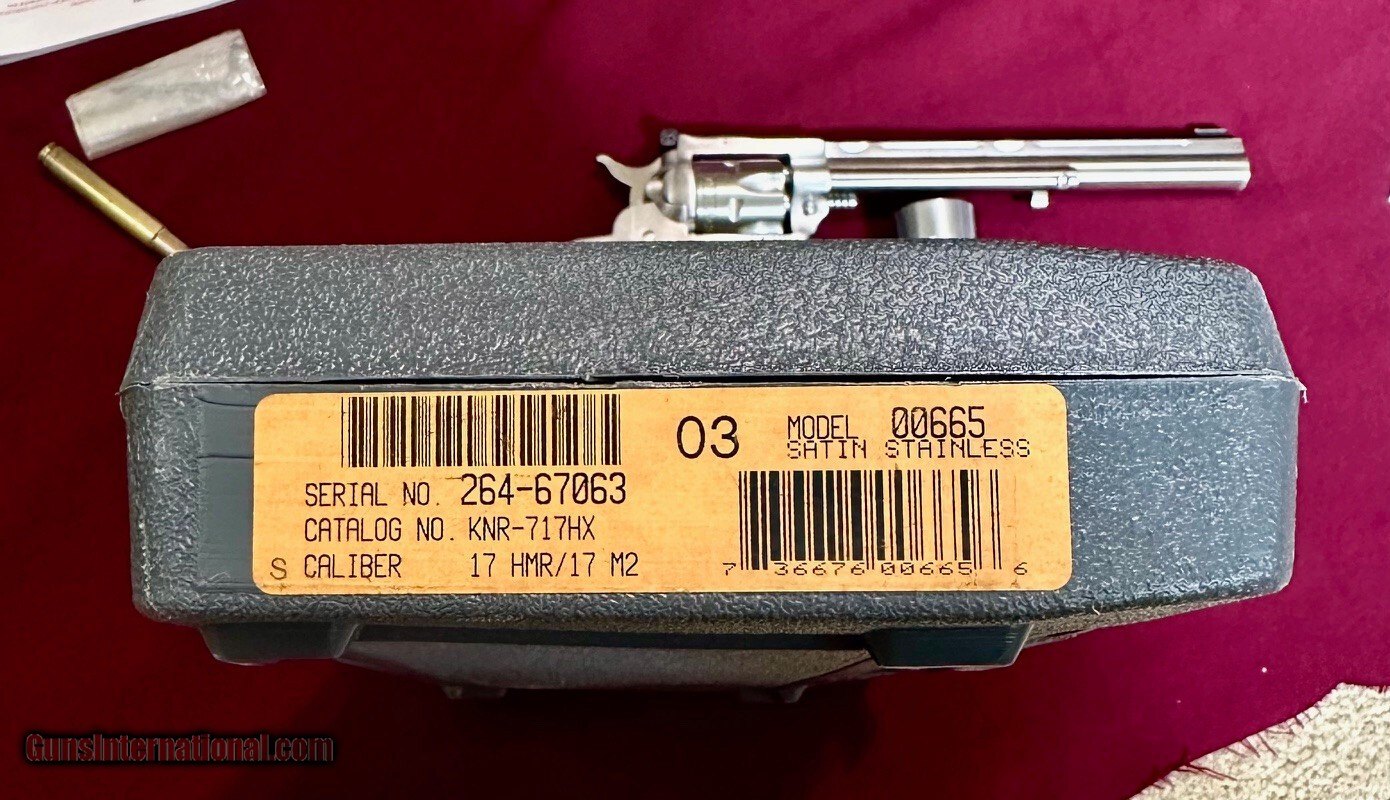 03
MODEL 00665
SATIN STAINLESS
SERIAL NO. 264-67063
CATALOG NO. KNR-717HX
S CALIBER 17 HMR/17 M2
7 36676 00665 6
GunsInternational.com